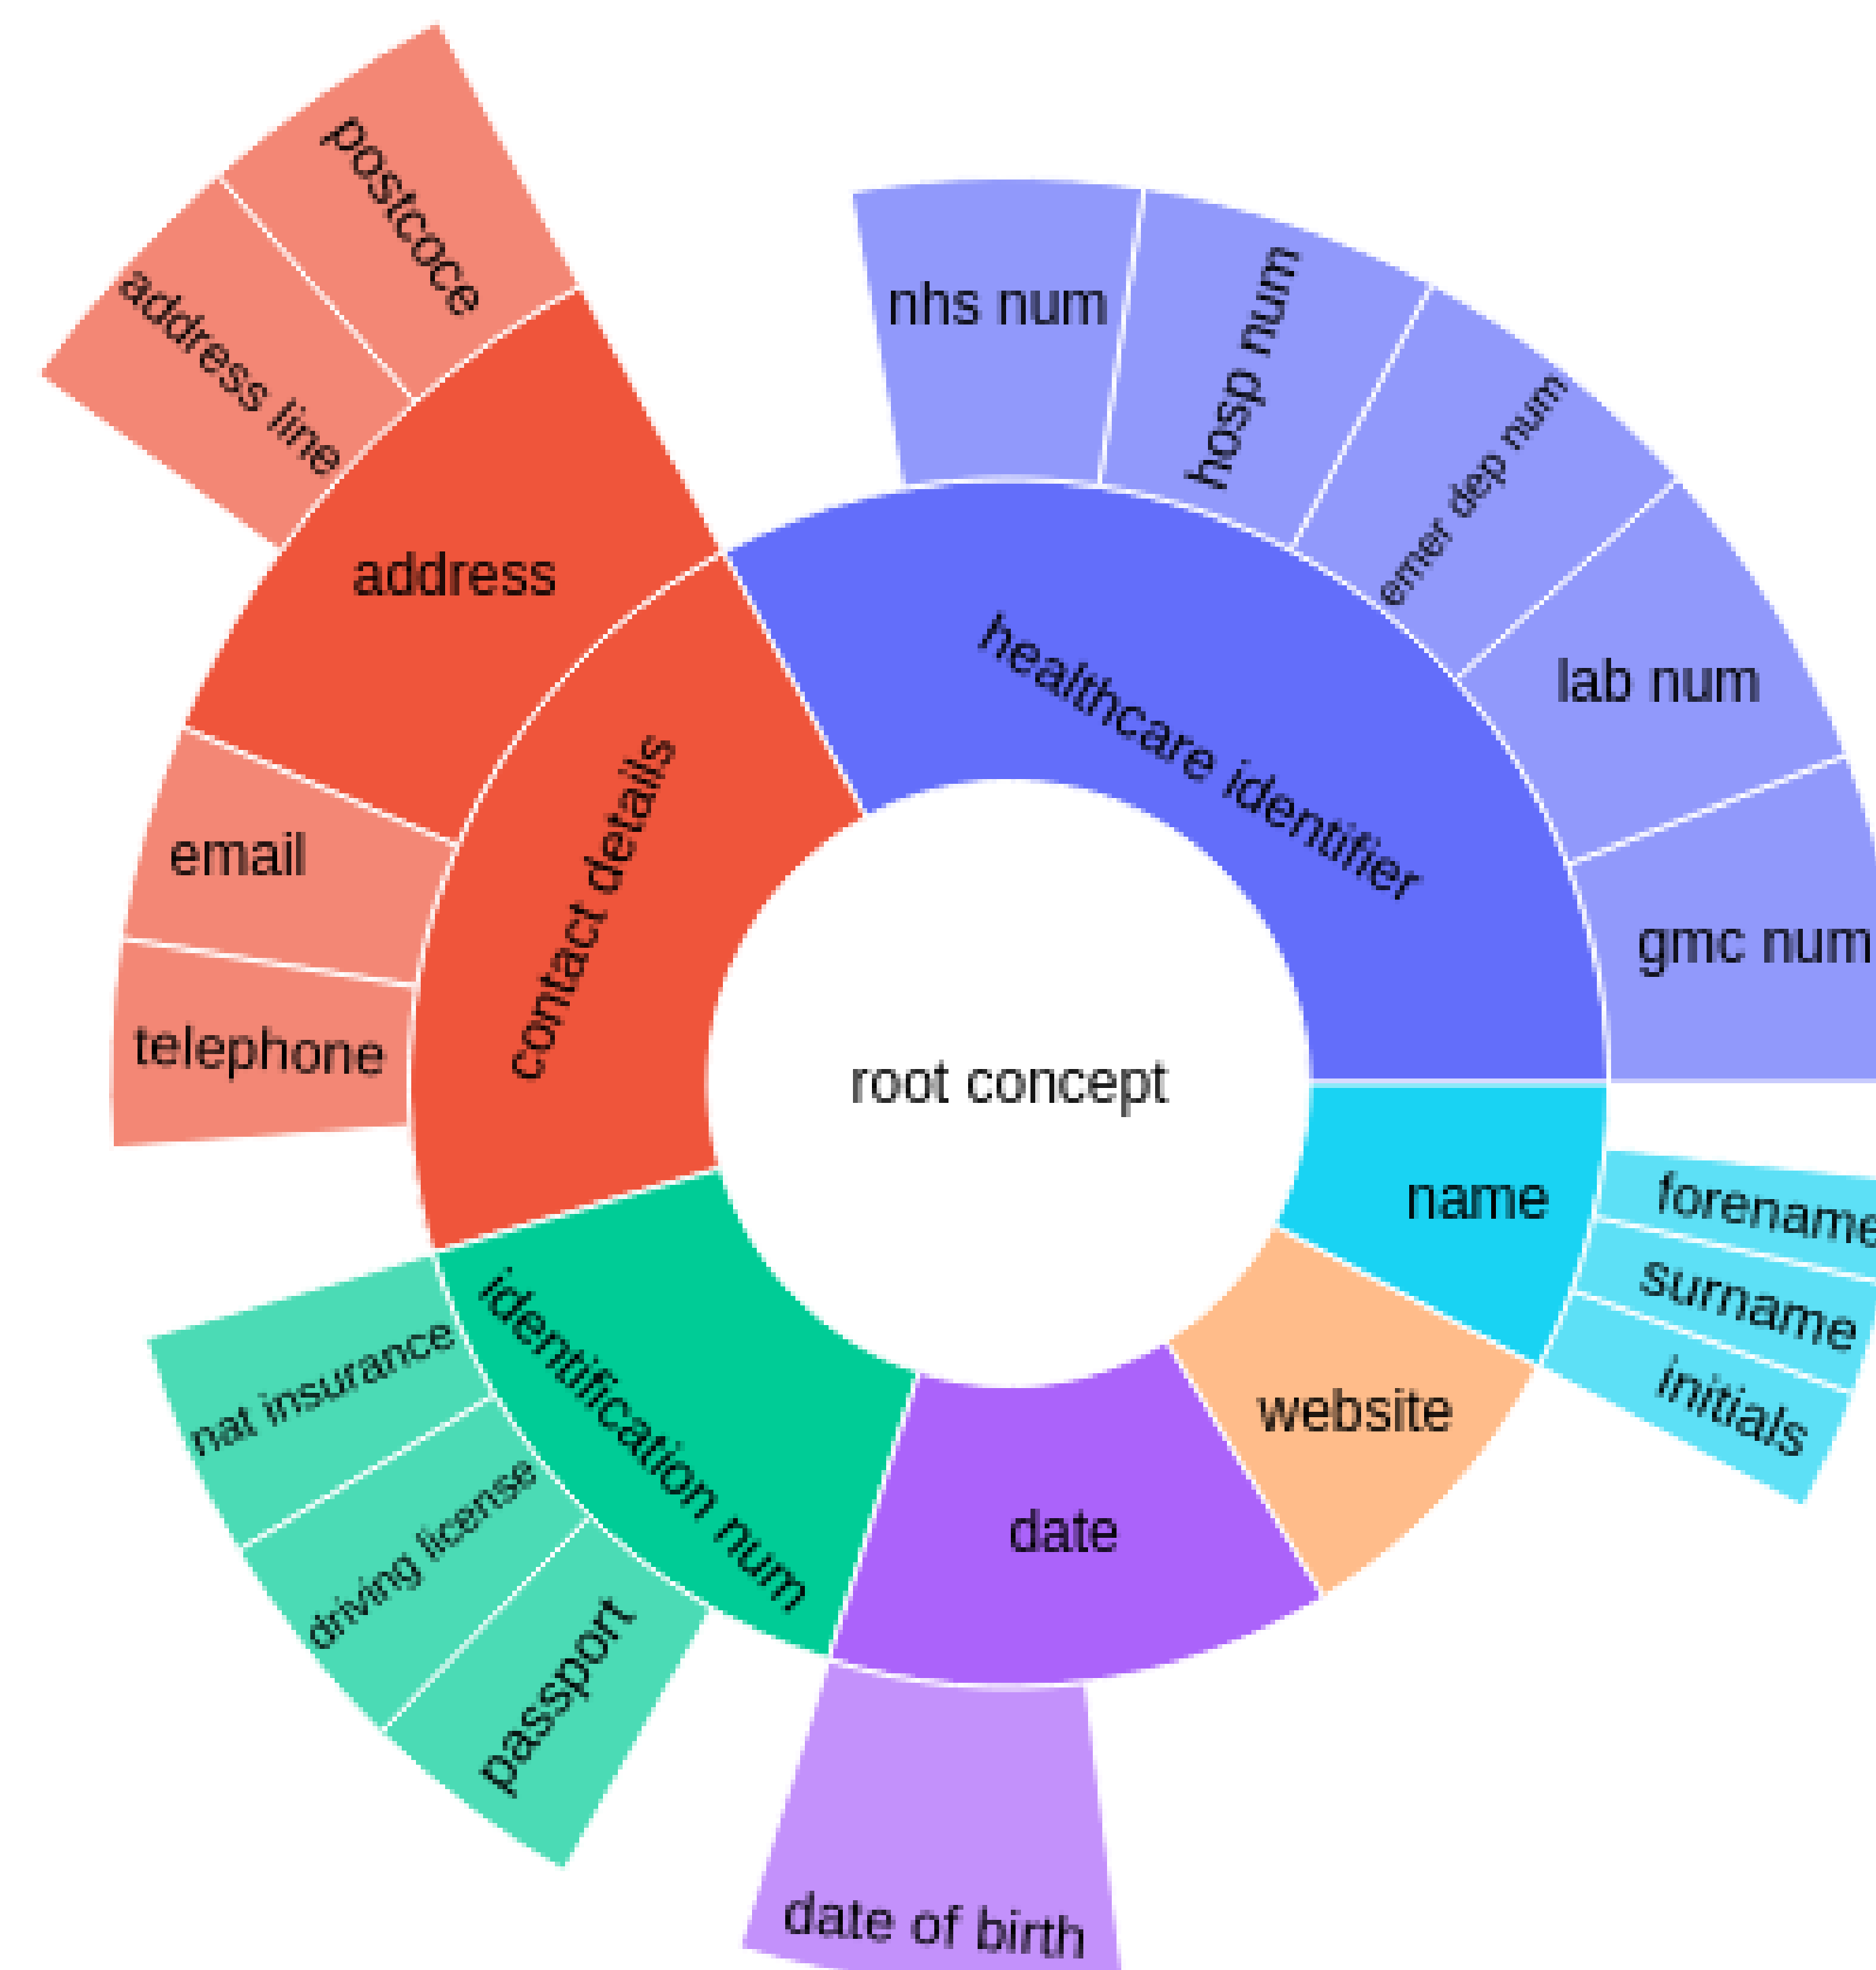 postcoce
address line
nhs num
hosp num
emer dep num
address
lab num
healthcare identifier
email
contact details
gmc num
telephone
root concept
name
forename
surname
initials
nat insurance
identification num
website
driving license
date
passport
date of birth